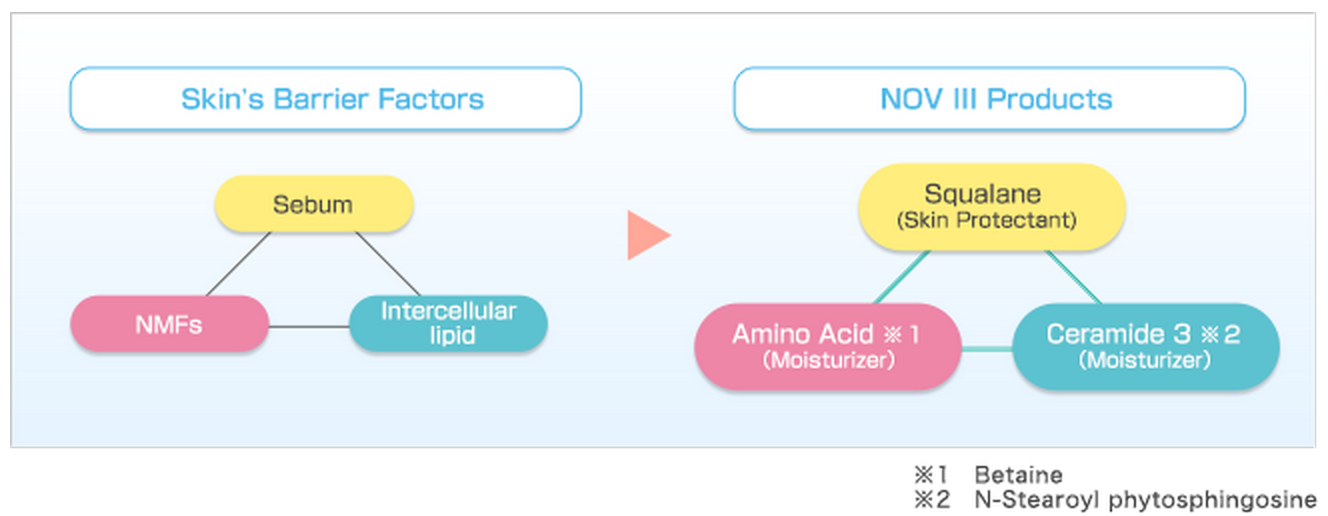 Skin's Barrier Factors
NOV III Products
Sebum
NMFs
Intercellular
lipid
Squalane
(Skin Protectant)
Amino Acid ※1
(Moisturizer)
Ceramide 3 ※2
(Moisturizer)
※1 Betaine
※2 N-Stearoyl phytosphingosine